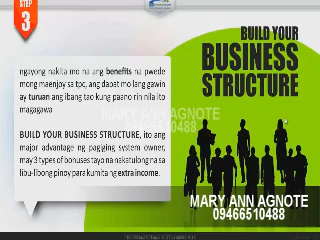 STEP
3
BUILD YOUR
BUSINESS
STRUCTURE
ngayong nakita mo na ang benefits na pwede
mong maenjoy sa tpc, ang dapat mo lang gawin
ay turuan ang ibang tao kung paano rin nila ito
magagawa
MARY ANN AGNOTE
09466510488
BUILD YOUR BUSINESS STRUCTURE, ito ang
major advantage ng pagiging system owner,
may 3 types of bonuses tayo na nakatulong na sa
libu-libong pinoy para kumita ng extra income.
MARY ANN AGNOTE
09466510488